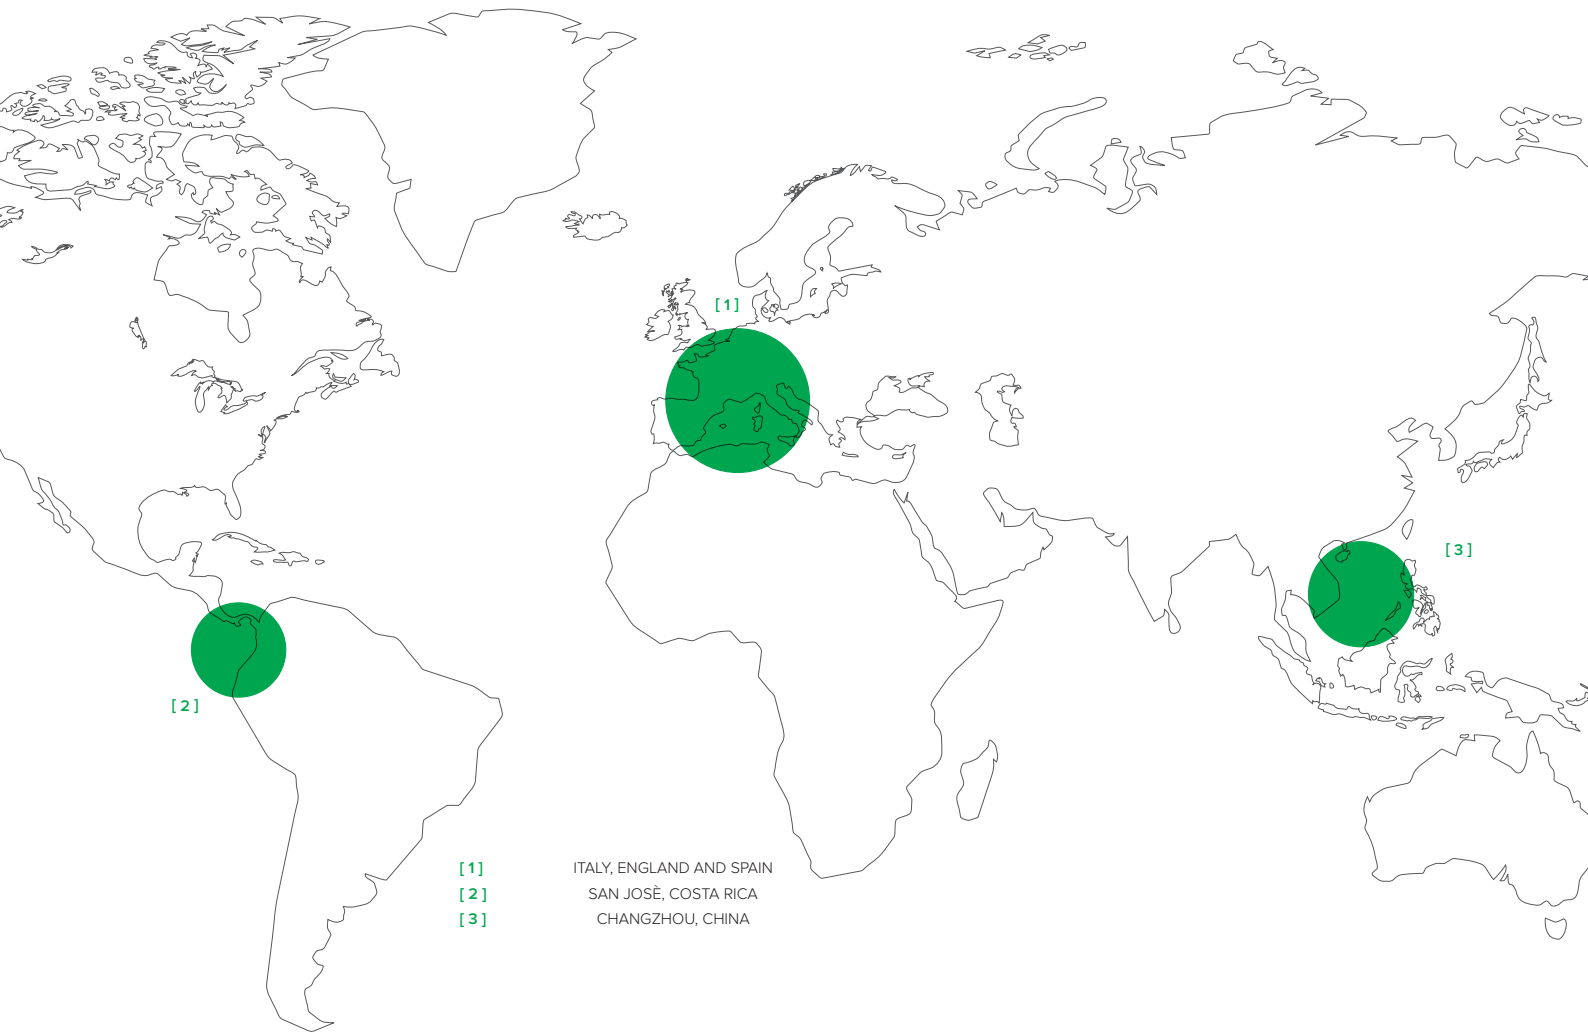 [ 1 ]
[ 3 ]
[ 2 ]
[ 1 ] ITALY, ENGLAND AND SPAIN
[ 2 ] SAN JOSÈ, COSTA RICA
[ 3 ] CHANGZHOU, CHINA